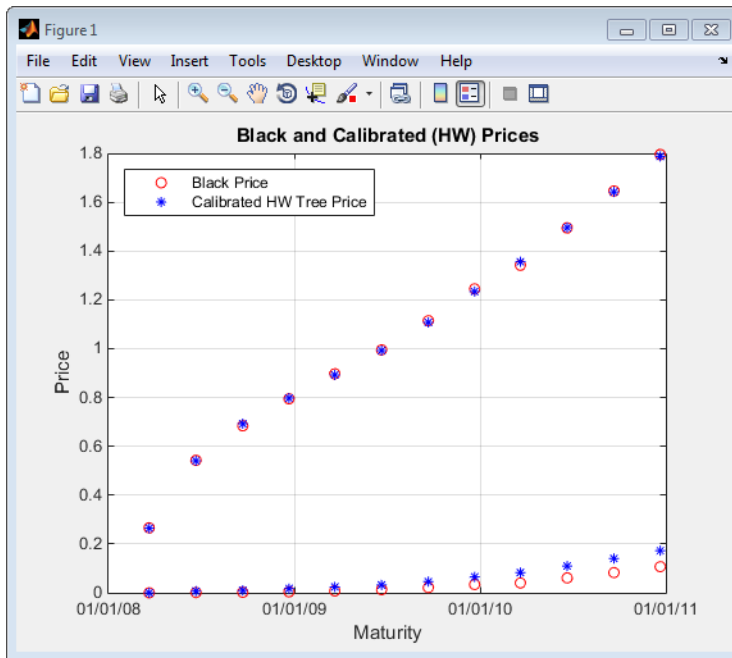 Figure 1
File Edit View Insert Tools Desktop Window Help
Black and Calibrated (HW) Prices
Black Price
Calibrated HW Tree Price
1.8
1.6
1.4
1.2
1
0.8
0.6
0.4
0.2
0
Price
01/01/08 01/01/09 01/01/10 01/01/11
Maturity